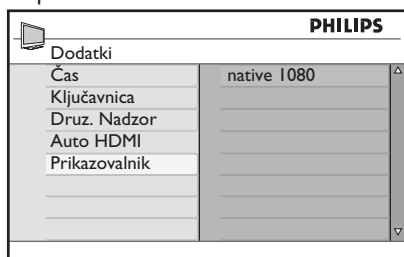 PHILIPS
Dodatki
Čas native 1080
Ključavnica
Druz. Nadzor
Auto HDMI
Prikazovalnik